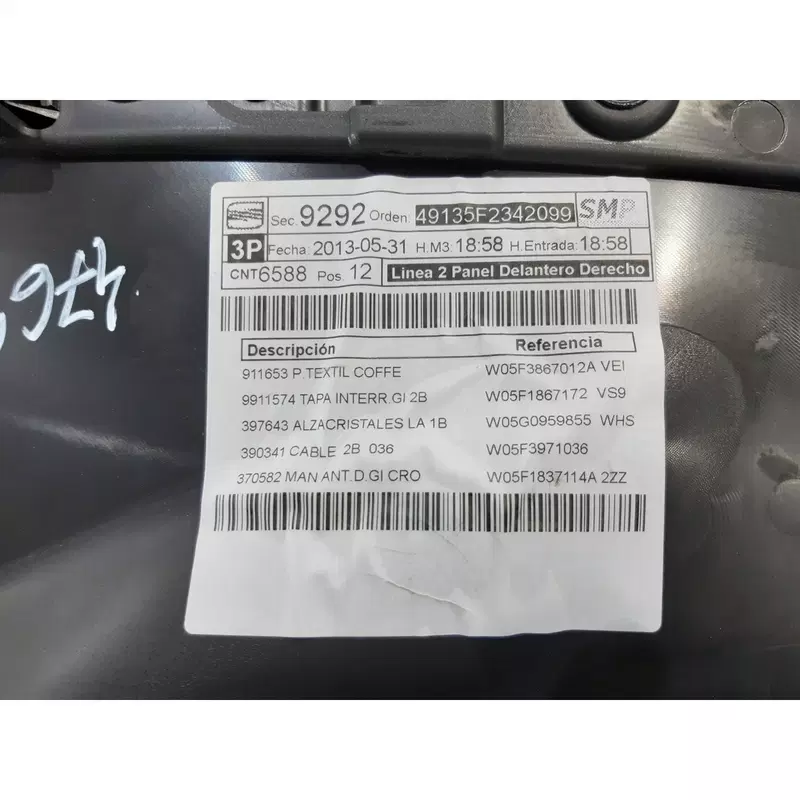 Sec. 9292 Orden: 49135F2342099 SMP
3P Fecha: 2013-05-31 H.M3: 18:58 H.Entrada: 18:58
CNT6588 Pos. 12 Linea 2 Panel Delantero Derecho
Descripción Referencia
911653 P.TEXTIL COFFE W05F3867012A VEI
9911574 TAPA INTERR.GI 2B W05F1867172 VS9
397643 ALZACRISTALES LA 1B W05G0959855 WHS
390341 CABLE 2B 036 W05F3971036
370582 MAN ANT.D.GI CRO W05F1837114A 2ZZ